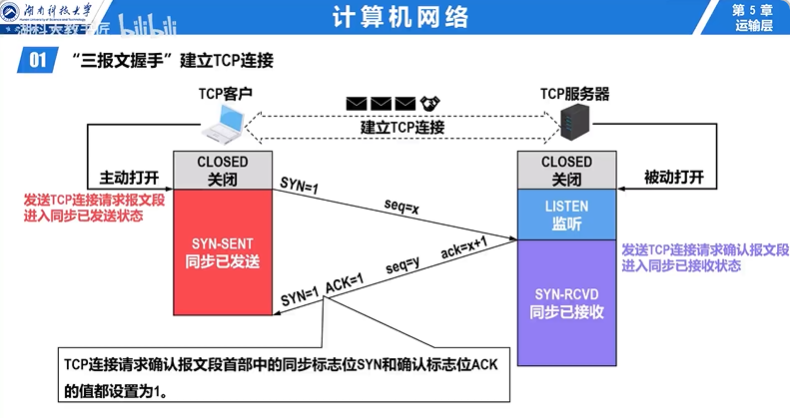 湖南科技大学
计算机网络
第 5 章
运输层
湖科大教书匠 bilibili
01 “三报文握手”建立TCP连接
TCP客户
TCP服务器
建立TCP连接
主动打开
CLOSED
关闭
CLOSED
关闭
被动打开
发送TCP连接请求报文段
进入同步已发送状态
SYN=1
seq=x
LISTEN
监听
SYN-SENT
同步已发送
发送TCP连接请求确认报文段
进入同步已接收状态
SYN=1 ACK=1 seq=y ack=x+1
SYN-RCVD
同步已接收
TCP连接请求确认报文段首部中的同步标志位SYN和确认标志位ACK
的值都设置为1。